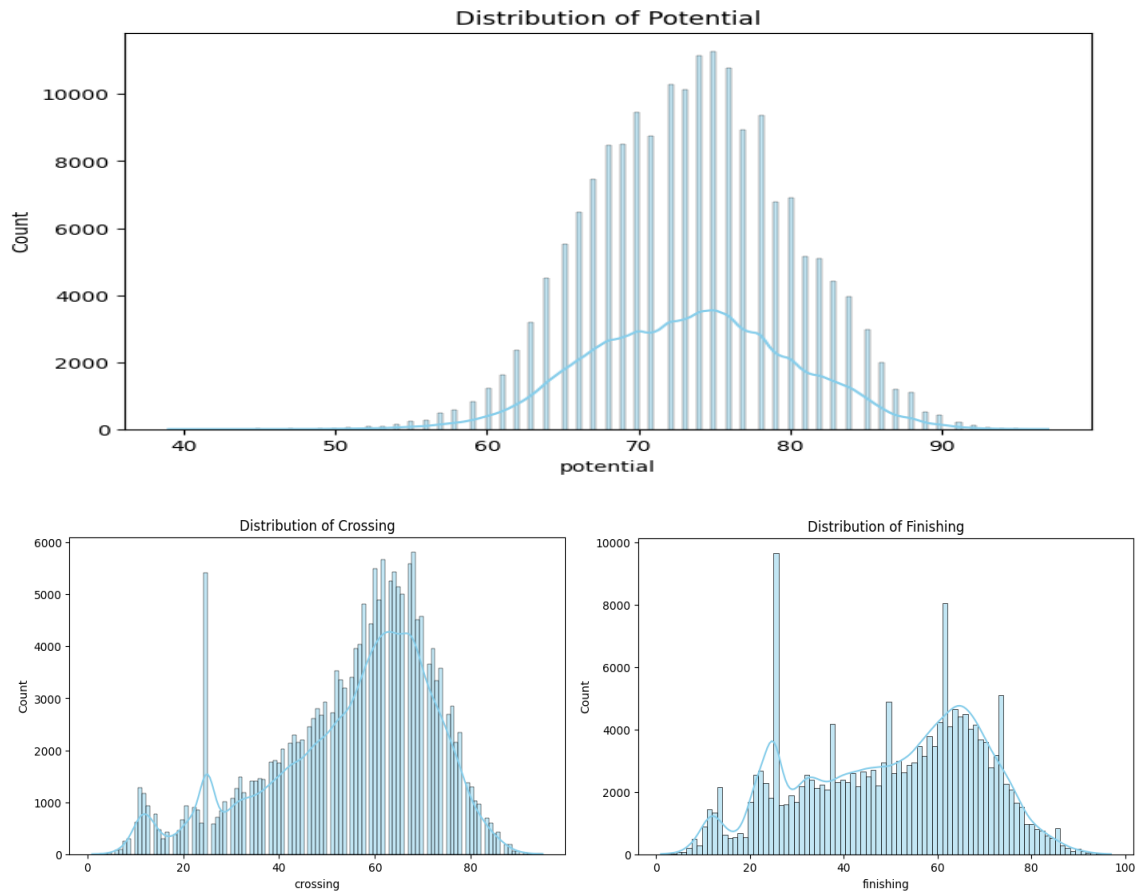 Distribution of Potential
Count
10000
8000
6000
4000
2000
0
40 50 60 70 80 90
potential
Distribution of Crossing
Count
6000
5000
4000
3000
2000
1000
0
0 20 40 60 80
crossing
Distribution of Finishing
Count
10000
8000
6000
4000
2000
0
0 20 40 60 80 100
finishing